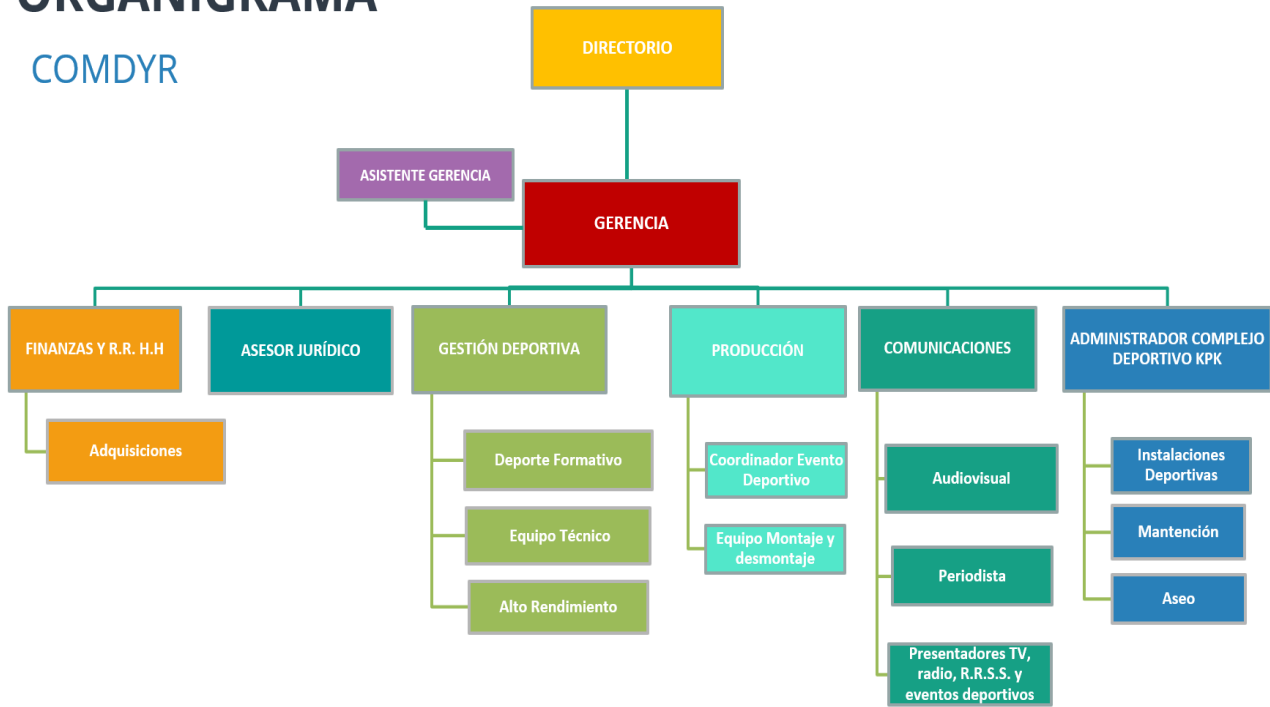 ORGANIGRAMA
COMDYR
DIRECTORIO
ASISTENTE GERENCIA
GERENCIA
FINANZAS Y R.R. H.H
ASESOR JURÍDICO
GESTIÓN DEPORTIVA
PRODUCCIÓN
COMUNICACIONES
ADMINISTRADOR COMPLEJO
DEPORTIVO KPK
Adquisiciones
Deporte Formativo
Equipo Técnico
Alto Rendimiento
Coordinador Evento
Deportivo
Equipo Montaje y
desmontaje
Audiovisual
Periodista
Presentadores TV,
radio, R.R.S.S. y
eventos deportivos
Instalaciones
Deportivas
Mantención
Aseo